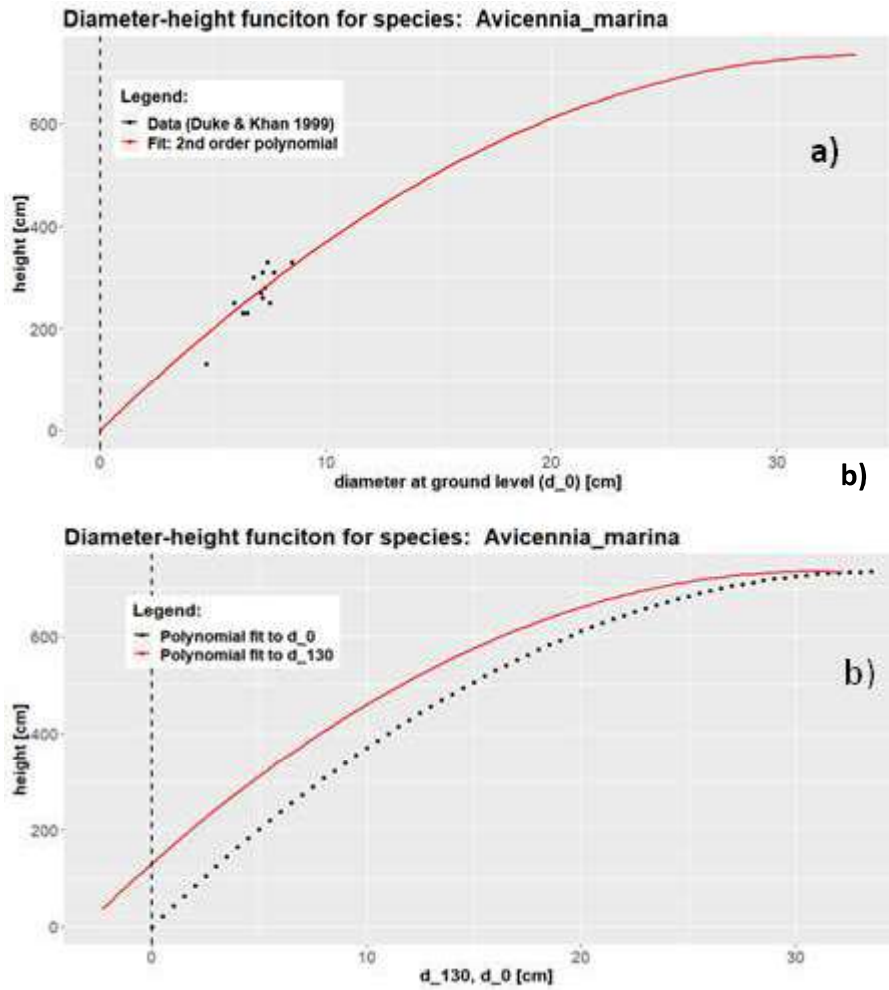 Diameter-height funciton for species:  Avicennia_marina
Legend:
Data (Duke & Khan 1999)
Fit: 2nd order polynomial
a)
height [cm]
600
400
200
0
0 10 20 30
diameter at ground level (d_0) [cm]
b)
Diameter-height funciton for species:  Avicennia_marina
Legend:
Polynomial fit to d_0
Polynomial fit to d_130
b)
height [cm]
600
400
200
0
0 10 20 30
d_130, d_0 [cm]